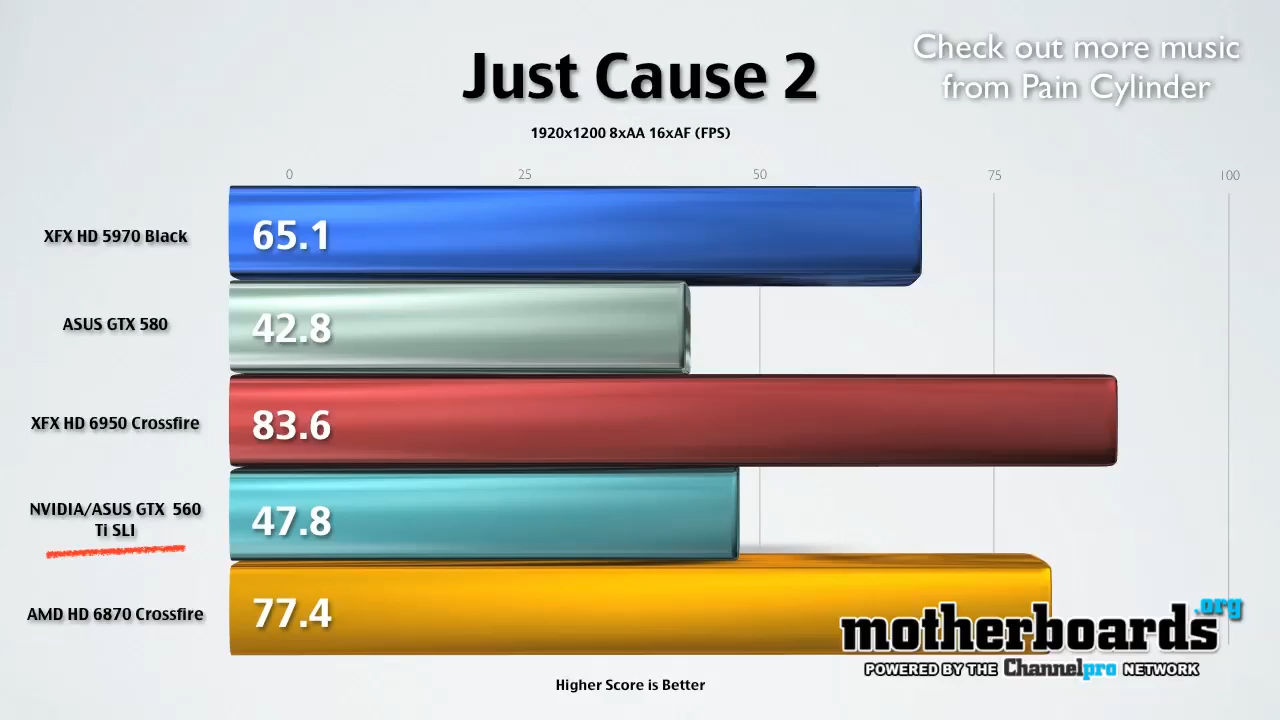 Check out more music
from Pain Cylinder
Just Cause 2
1920x1200 8xAA 16xAF (FPS)
0 25 50 75 100
XFX HD 5970 Black 65.1
ASUS GTX 580 42.8
XFX HD 6950 Crossfire 83.6
NVIDIA/ASUS GTX 560
Ti SLI 47.8
AMD HD 6870 Crossfire 77.4
motherboards.org
POWERED BY THE Channelpro NETWORK
Higher Score is Better